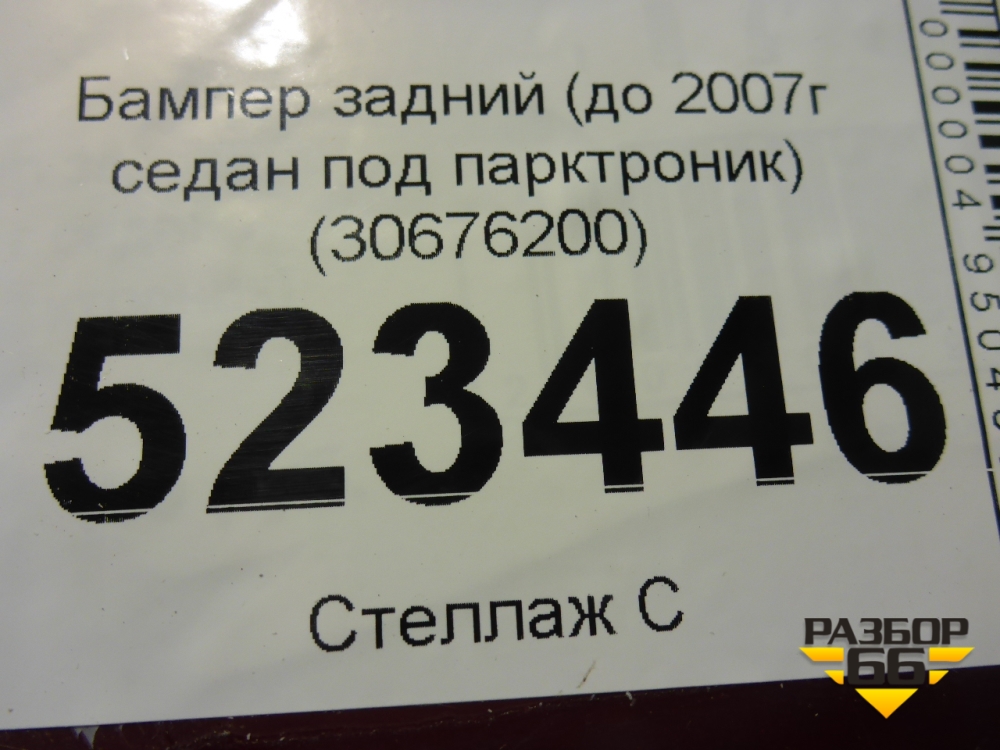 Бампер задний (до 2007г
седан под парктроник)
(30676200)
523446
Стеллаж С
РАЗБОР
66